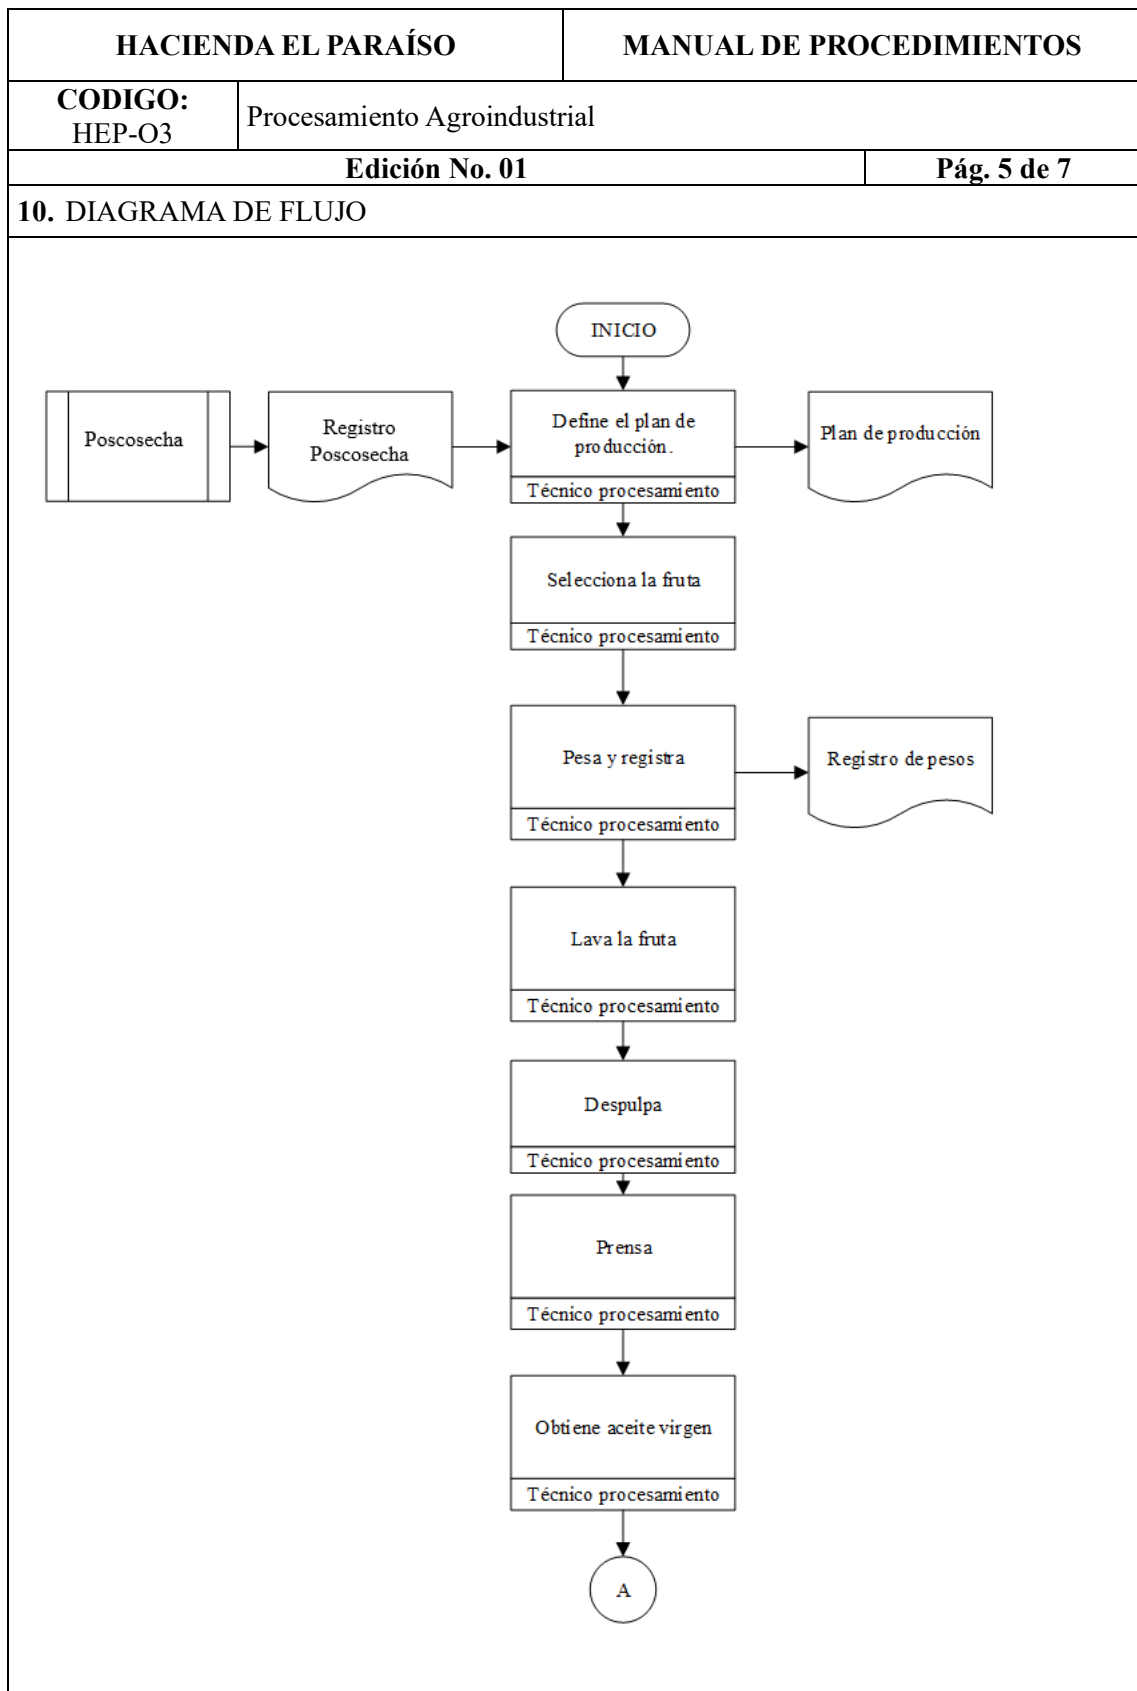 HACIENDA EL PARAÍSO
MANUAL DE PROCEDIMIENTOS
CODIGO:
HEP-O3
Procesamiento Agroindustrial
Edición No. 01
Pág. 5 de 7
10. DIAGRAMA DE FLUJO
INICIO
Poscosecha
Registro
Poscosecha
Define el plan de
producción.
Técnico procesamiento
Plan de producción
Selecciona la fruta
Técnico procesamiento
Pesa y registra
Técnico procesamiento
Registro de pesos
Lava la fruta
Técnico procesamiento
Despulpa
Técnico procesamiento
Prensa
Técnico procesamiento
Obtiene aceite virgen
Técnico procesamiento
A